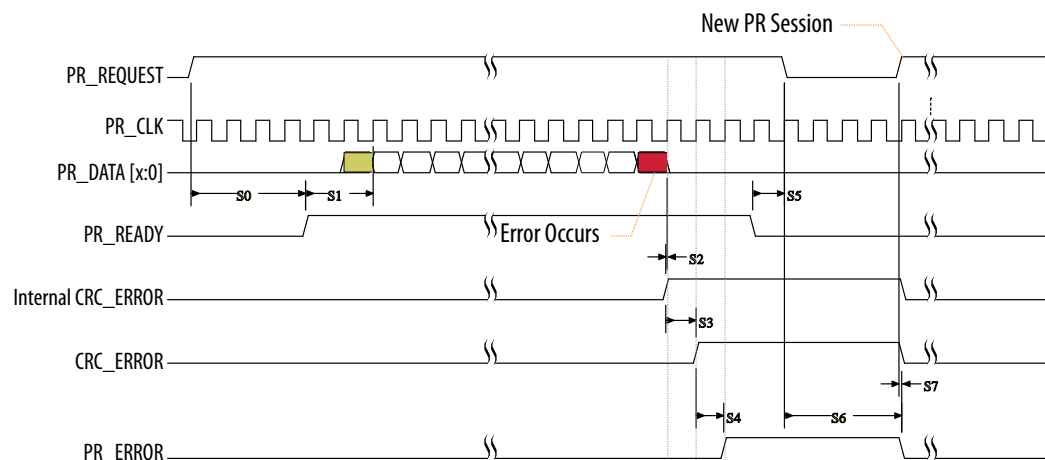 New PR Session
PR_REQUEST
PR_CLK
PR_DATA [x:0]
S0
S1
S5
PR_READY
Error Occurs
S2
Internal CRC_ERROR
S3
CRC_ERROR
S7
S4
S6
PR_ERROR